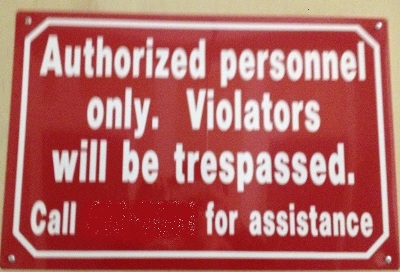 Authorized personnel
only. Violators
will be trespassed.
Call for assistance